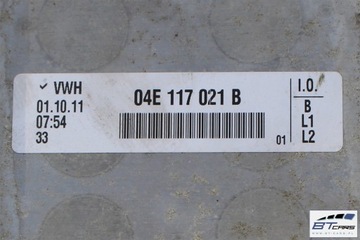 ✓ VWH
01.10.11
07:54
33
04E 117 021 B
01
I.O.
B
L1
L2
BTCARS